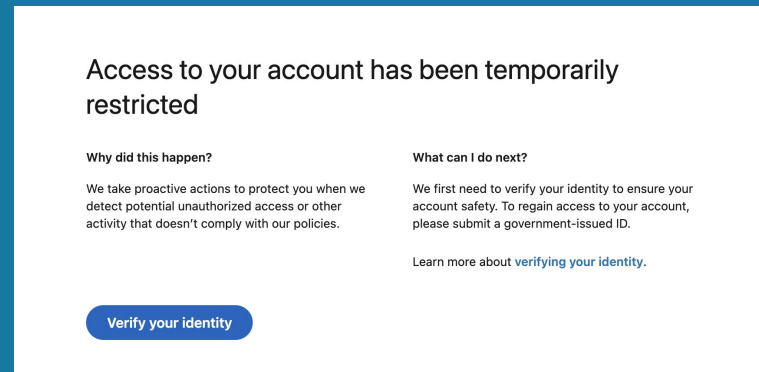 Access to your account has been temporarily
restricted
Why did this happen?
We take proactive actions to protect you when we
detect potential unauthorized access or other
activity that doesn’t comply with our policies.
What can I do next?
We first need to verify your identity to ensure your
account safety. To regain access to your account,
please submit a government-issued ID.
Learn more about verifying your identity.
Verify your identity